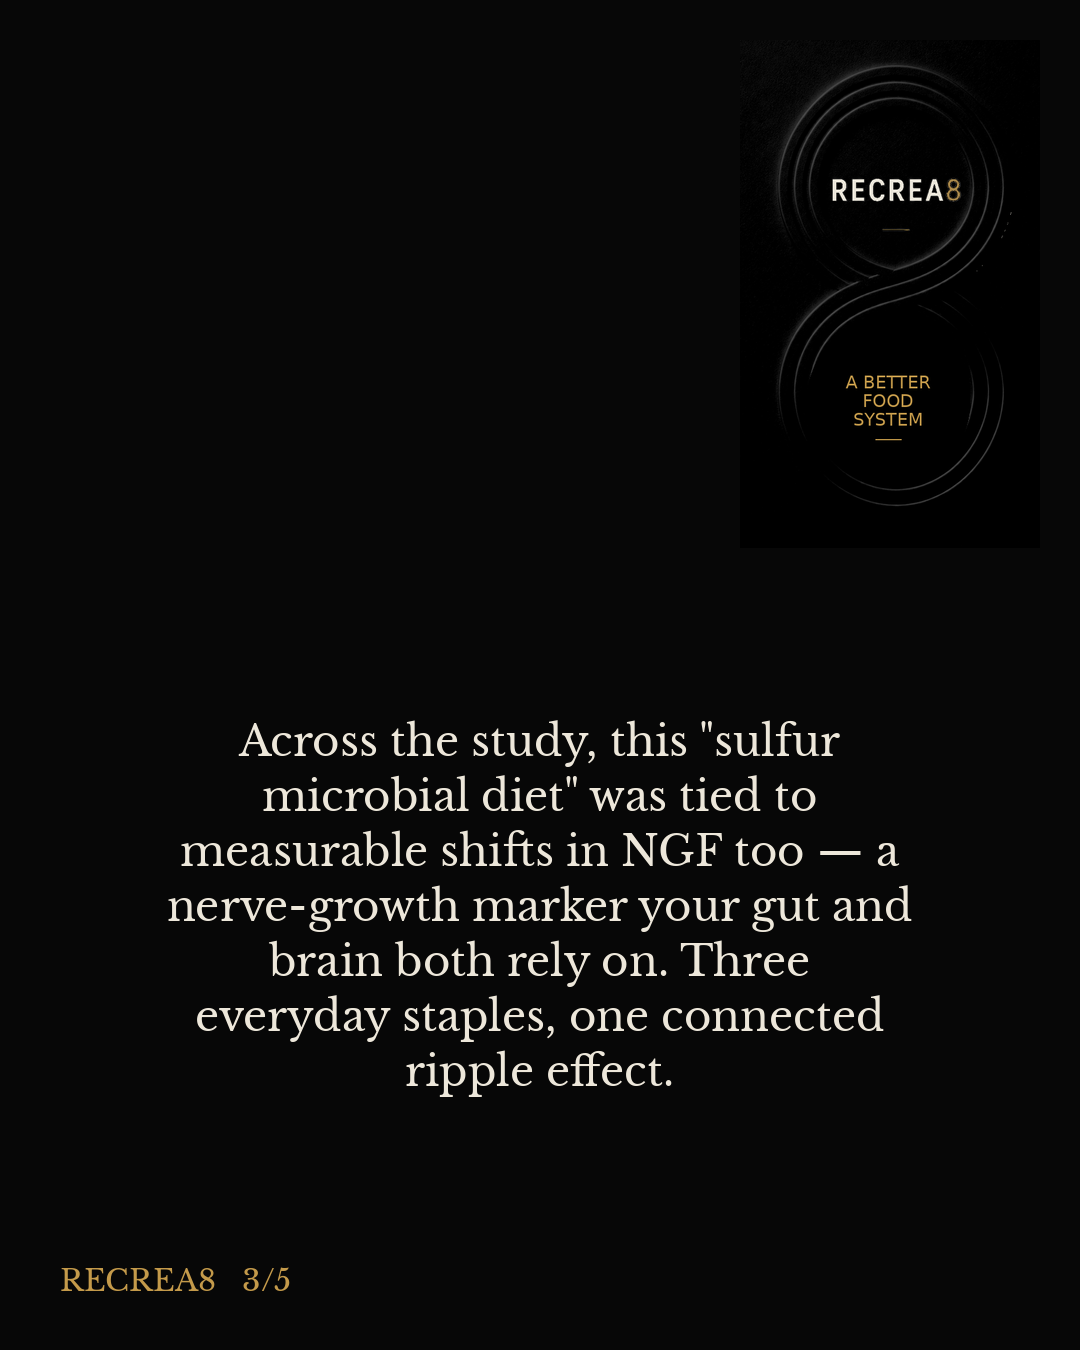 RECREA8
A BETTER
FOOD
SYSTEM
Across the study, this "sulfur
microbial diet" was tied to
measurable shifts in NGF too — a
nerve-growth marker your gut and
brain both rely on. Three
everyday staples, one connected
ripple effect.
RECREA8 3/5